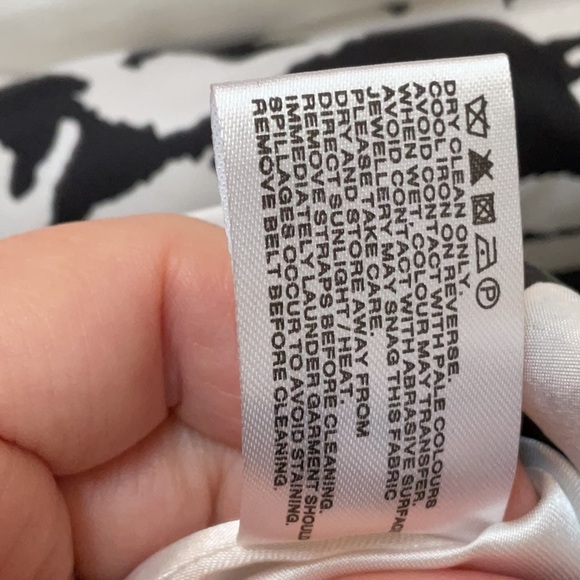 P
DRY CLEAN ONLY.
COOL IRON ON REVERSE.
AVOID CONTACT WITH PALE COLOURS
WHEN WET, COLOUR MAY TRANSFER.
AVOID CONTACT WITH ABRASIVE SURFAC
JEWELLERY MAY SNAG THIS FABRIC
PLEASE TAKE CARE.
DRY AND STORE AWAY FROM
DIRECT SUNLIGHT/HEAT.
REMOVE STRAPS BEFORE CLEANING.
IMMEDIATELY LAUNDER GARMENT SHOUL
SPILLAGES OCCUR TO AVOID STAINING.
REMOVE BELT BEFORE CLEANING.